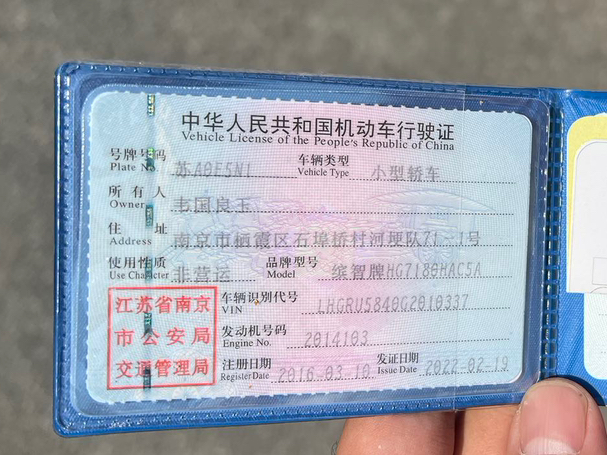 中华人民共和国机动车行驶证
Vehicle License of the People's Republic of China
号牌号码 苏A0F5N1 车辆类型 小型轿车
Plate No. Vehicle Type
所有人 韦国良玉
Owner
住址 南京市栖霞区石埠桥村河埂队71-1号
Address
使用性质 非营运 品牌型号 缤智牌HG7180HAC5A
Use Character Model
江苏省南京
市公安局
交通管理局
车辆识别代号 LHGRU5840G2010337
VIN
发动机号码 2014103
Engine No.
注册日期 2016-03-10 发证日期 2022-02-19
Register Date Issue Date